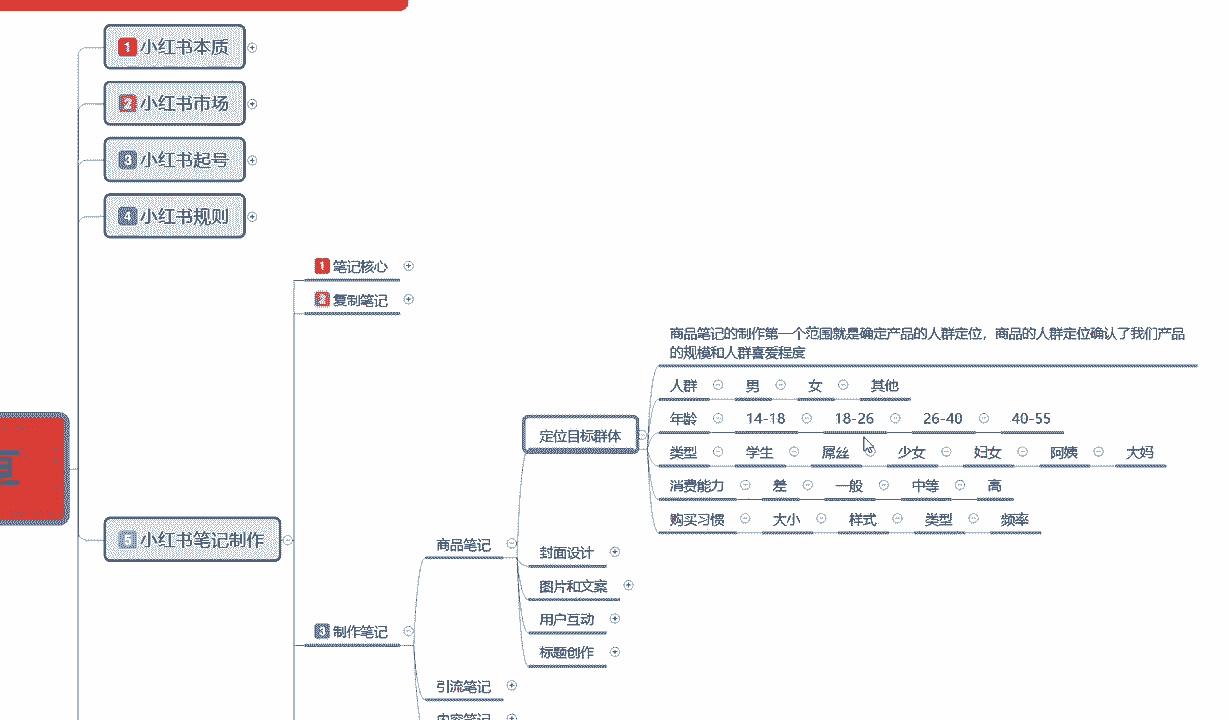 1 小红书本质
2 小红书市场
3 小红书起号
4 小红书规则
1 笔记核心
2 复制笔记
商品笔记的制作第一个范围就是确定产品的人群定位，商品的人群定位确认了我们产品
的规模和人群喜爱程度
人群 男 女 其他
年龄 14-18 18-26 26-40 40-55
定位目标群体
类型 学生 屌丝 少女 妇女 阿姨 大妈
消费能力 差 一般 中等 高
购买习惯 大小 样式 类型 频率
5 小红书笔记制作
商品笔记
封面设计
图片和文案
用户互动
3 制作笔记
标题创作
引流笔记
内容笔记